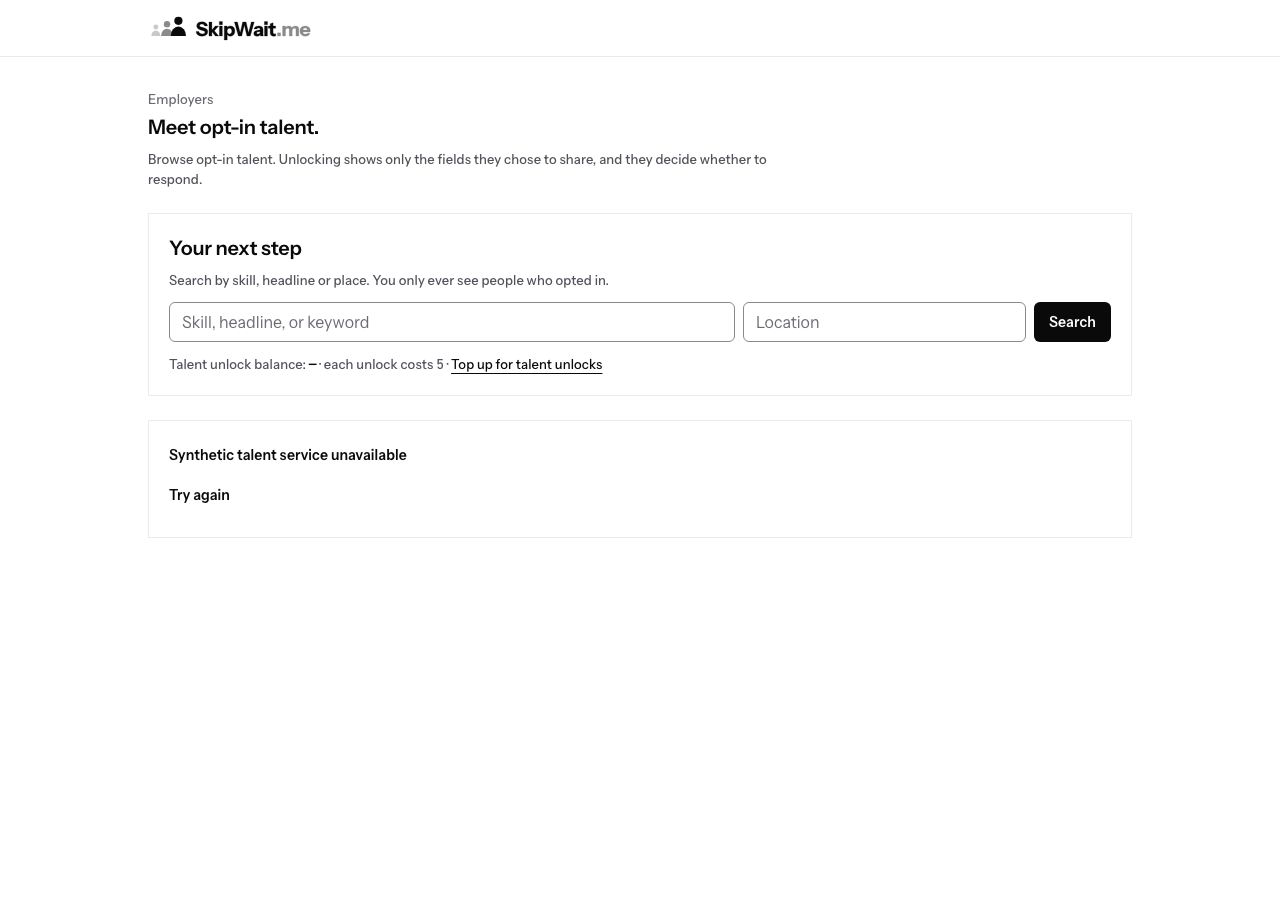 SkipWait.me
Employers
Meet opt-in talent.
Browse opt-in talent. Unlocking shows only the fields they chose to share, and they decide whether to
respond.
Your next step
Search by skill, headline or place. You only ever see people who opted in.
Skill, headline, or keyword
Location
Search
Talent unlock balance: – · each unlock costs 5 · Top up for talent unlocks
Synthetic talent service unavailable
Try again